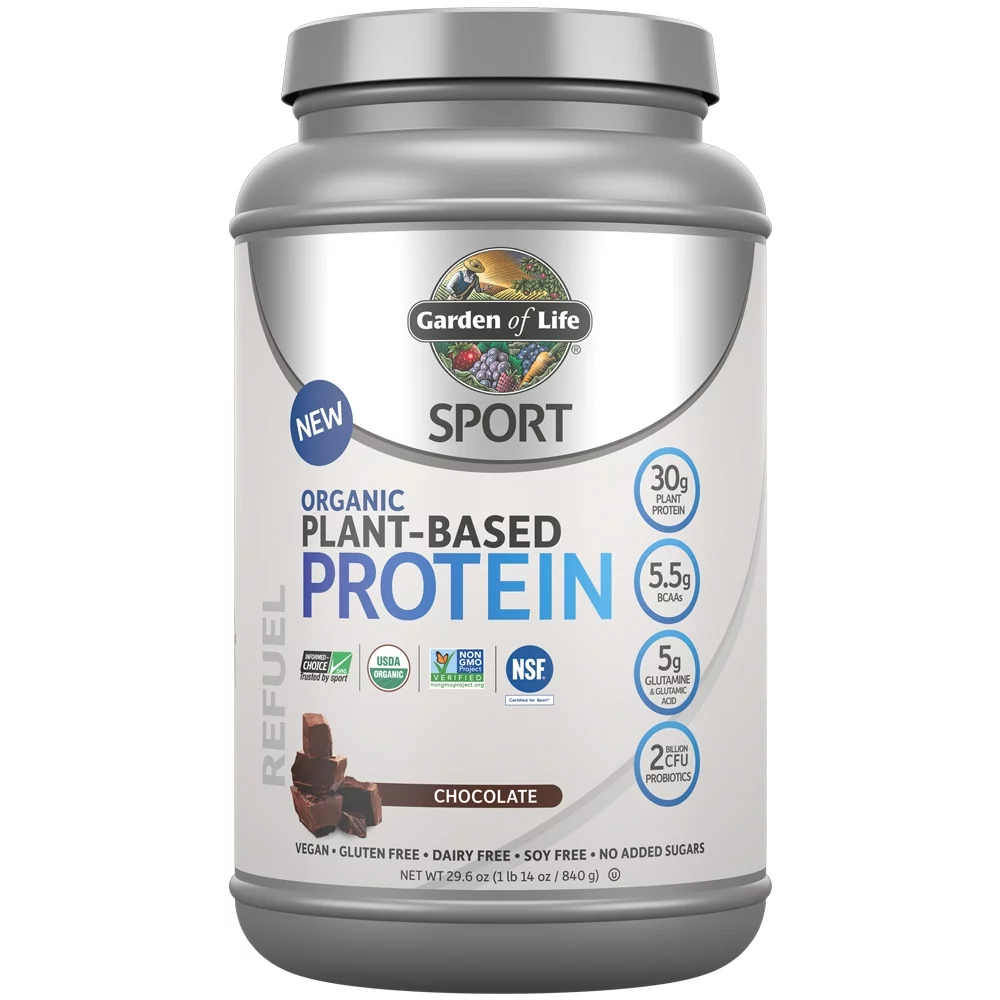 Garden of Life
®
SPORT
NEW
ORGANIC
PLANT-BASED
PROTEIN
REFUEL
INFORMED-
CHOICE
.ORG
Trusted by sport
USDA
ORGANIC
NON
GMO
Project
VERIFIED
nongmoproject.org
NSF
Certified for Sport®
30g
PLANT
PROTEIN
5.5g
BCAAs
5g
GLUTAMINE
& GLUTAMIC
ACID
2 BILLION
CFU
PROBIOTICS
CHOCOLATE
VEGAN • GLUTEN FREE • DAIRY FREE • SOY FREE • NO ADDED SUGARS
NET WT 29.6 oz (1 lb 14 oz / 840 g) Ⓤ